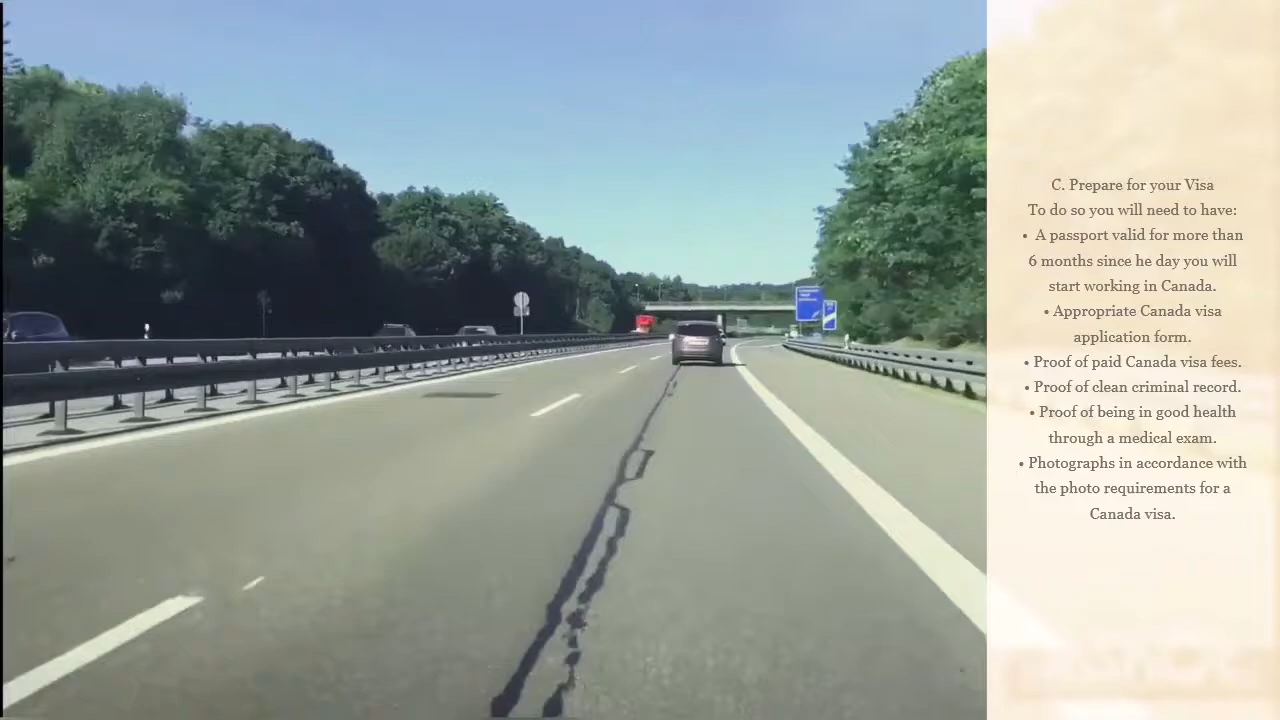 C. Prepare for your Visa
To do so you will need to have:
• A passport valid for more than
6 months since he day you will
start working in Canada.
• Appropriate Canada visa
application form.
• Proof of paid Canada visa fees.
• Proof of clean criminal record.
• Proof of being in good health
through a medical exam.
• Photographs in accordance with
the photo requirements for a
Canada visa.